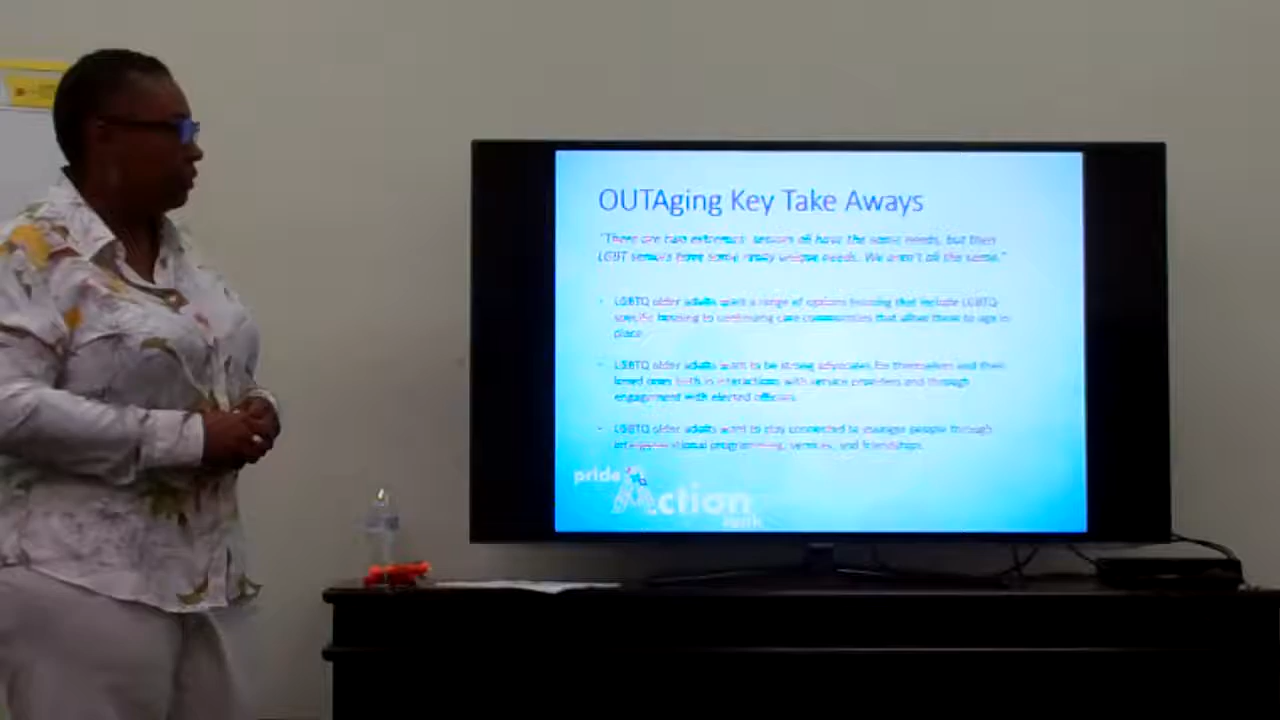 OUTAging Key Take Aways
"There are two extremes: seniors all have the same needs, but then
LGBT seniors have some really unique needs. We aren't all the same."
LGBTQ older adults want a range of options housing that include LGBTQ-
specific housing to continuing care communities that allow them to age in
place
LGBTQ older adults want to be strong advocates for themselves and their
loved ones both in interactions with service providers and through
engagement with elected officials.
LGBTQ older adults want to stay connected to younger people through
intergenerational programming, services, and friendships.
pride
Action
tank